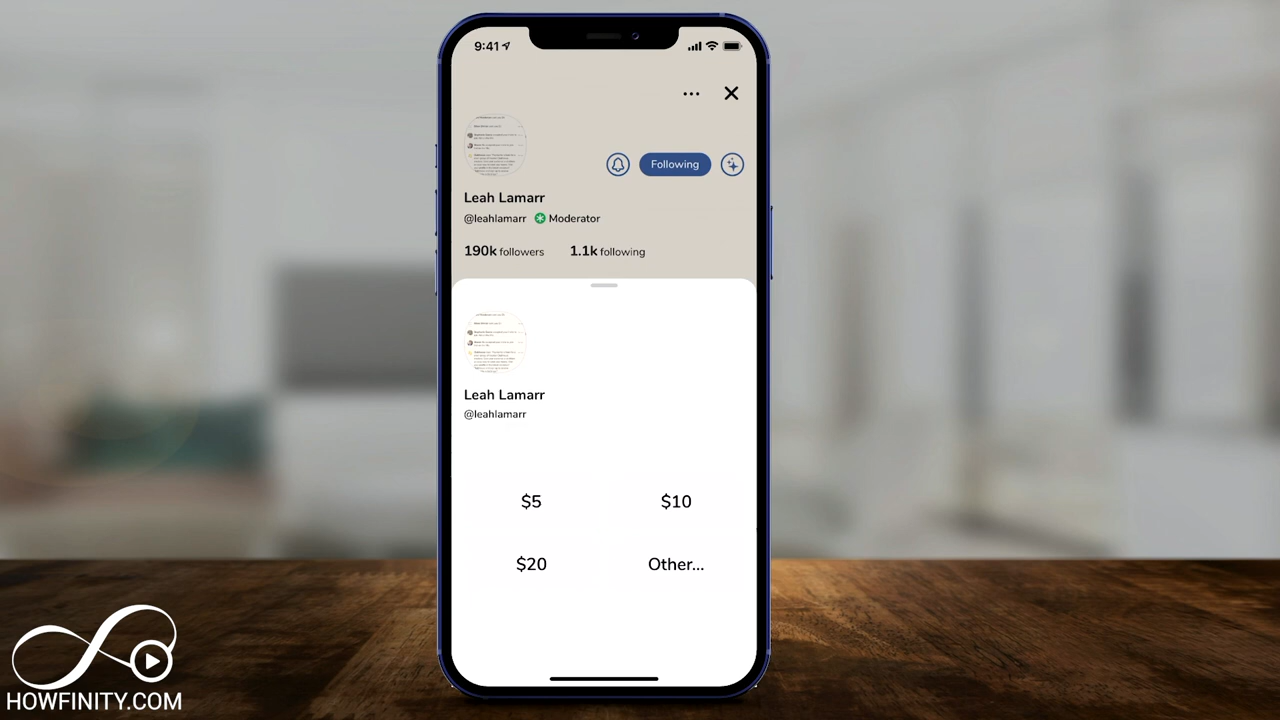 9:41
Following
Leah Lamarr
@leahlamarr Moderator
190k followers 1.1k following
Leah Lamarr
@leahlamarr
$5 $10
$20 Other...
HOWFINITY.COM